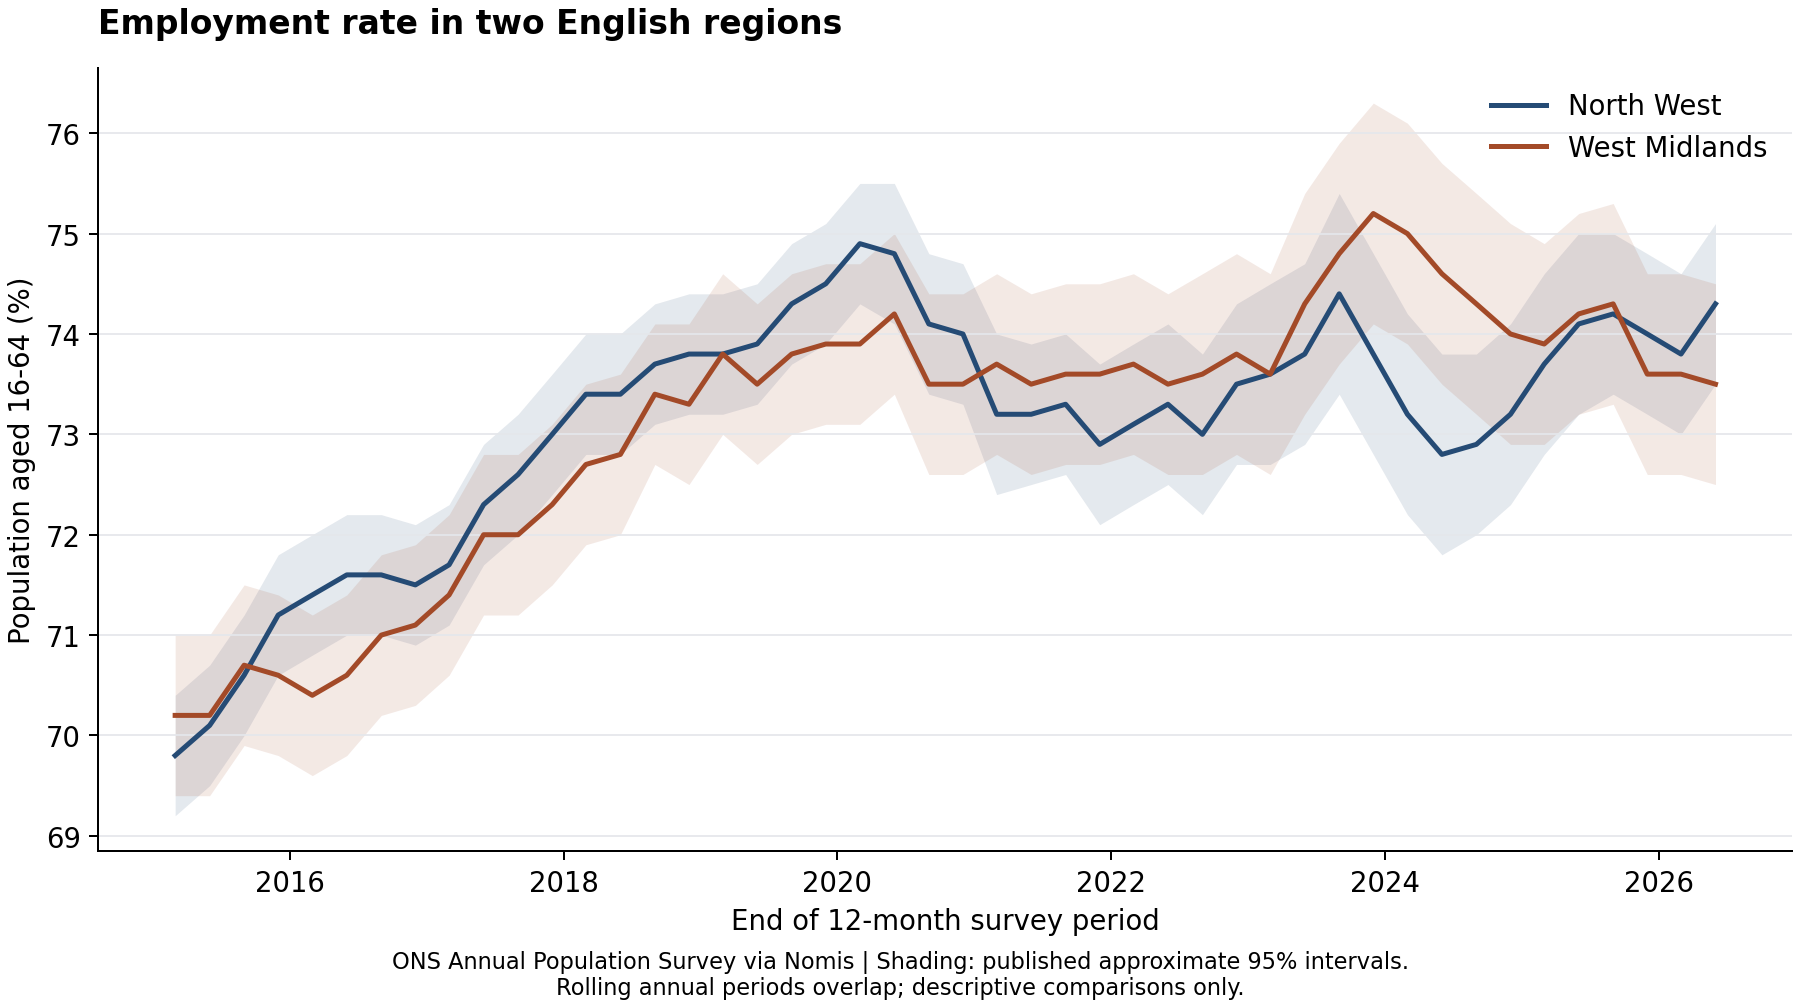 Employment rate in two English regions
North West
West Midlands
Population aged 16-64 (%)
76
75
74
73
72
71
70
69
2016
2018
2020
2022
2024
2026
End of 12-month survey period
ONS Annual Population Survey via Nomis | Shading: published approximate 95% intervals.
Rolling annual periods overlap; descriptive comparisons only.